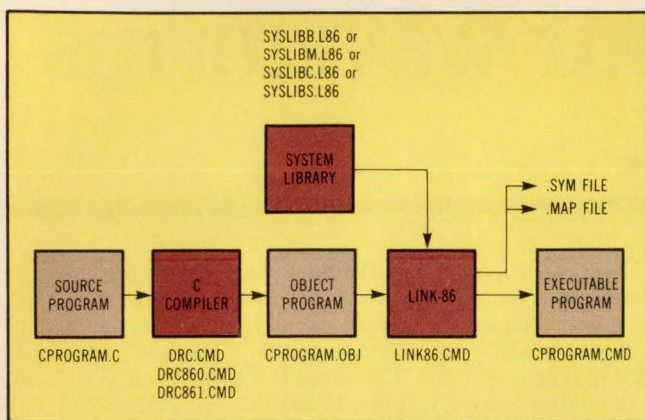 SYSLIBB.L86 or
SYSLIBM.L86 or
SYSLIBC.L86 or
SYSLIBS.L86
SYSTEM
LIBRARY
.SYM FILE
.MAP FILE
SOURCE
PROGRAM
C
COMPILER
OBJECT
PROGRAM
LINK-86
EXECUTABLE
PROGRAM
CPROGRAM.C
DRC.CMD
DRC860.CMD
DRC861.CMD
CPROGRAM.OBJ
LINK86.CMD
CPROGRAM.CMD